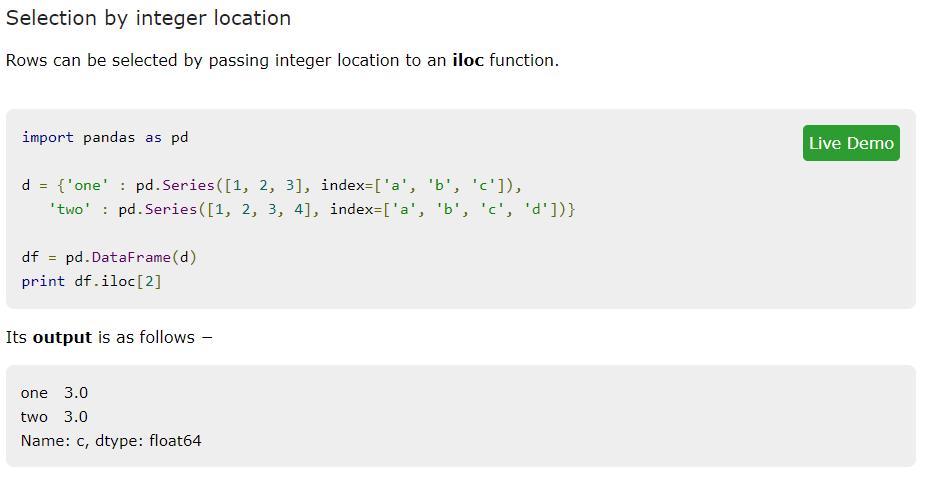 Selection by integer location
Rows can be selected by passing integer location to an iloc function.
import pandas as pd
Live Demo
d = {'one' : pd.Series([1, 2, 3], index=['a', 'b', 'c']),
   'two' : pd.Series([1, 2, 3, 4], index=['a', 'b', 'c', 'd'])}
df = pd.DataFrame(d)
print df.iloc[2]
Its output is as follows −
one   3.0
two   3.0
Name: c, dtype: float64